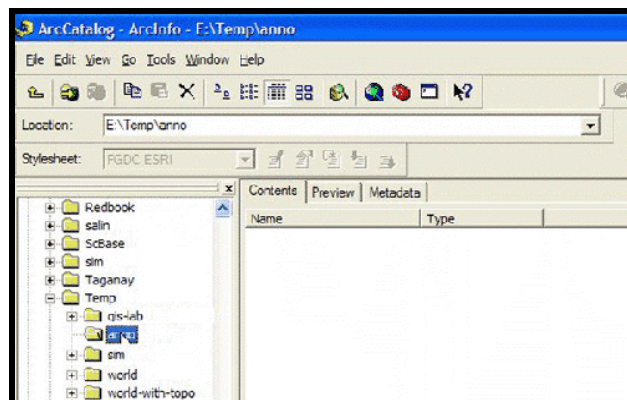 ArcCatalog - ArcInfo - E:\Temp\anno
File Edit View Go Tools Window Help
Location: E:\Temp\anno
Stylesheet: FGDC ESRI
Contents Preview Metadata
Name Type
Redbook
salin
ScBase
sim
Taganay
Temp
gis-lab
anno
sim
world
world-with-topo